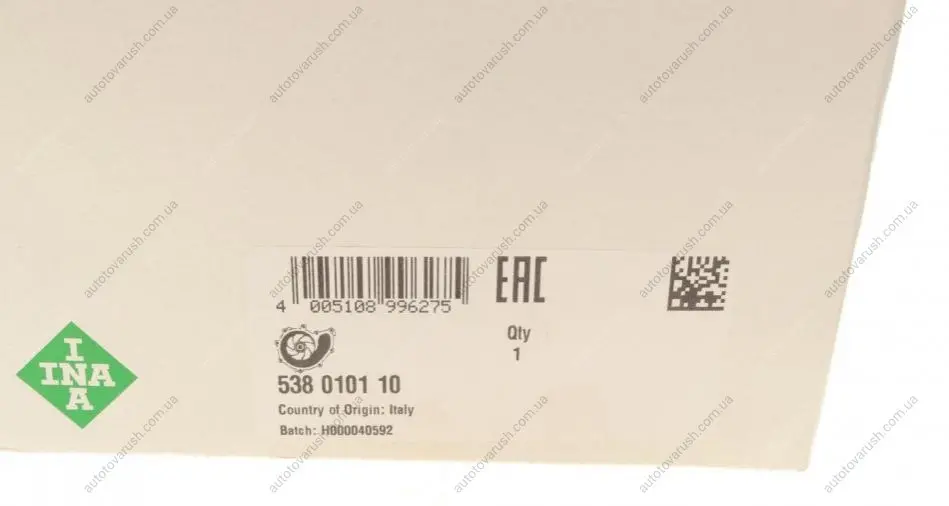 4 005108 996275
EAC
Qty
1
538 0101 10
Country of Origin: Italy
Batch: H000040592
INA
INA
autotovarush.com.ua